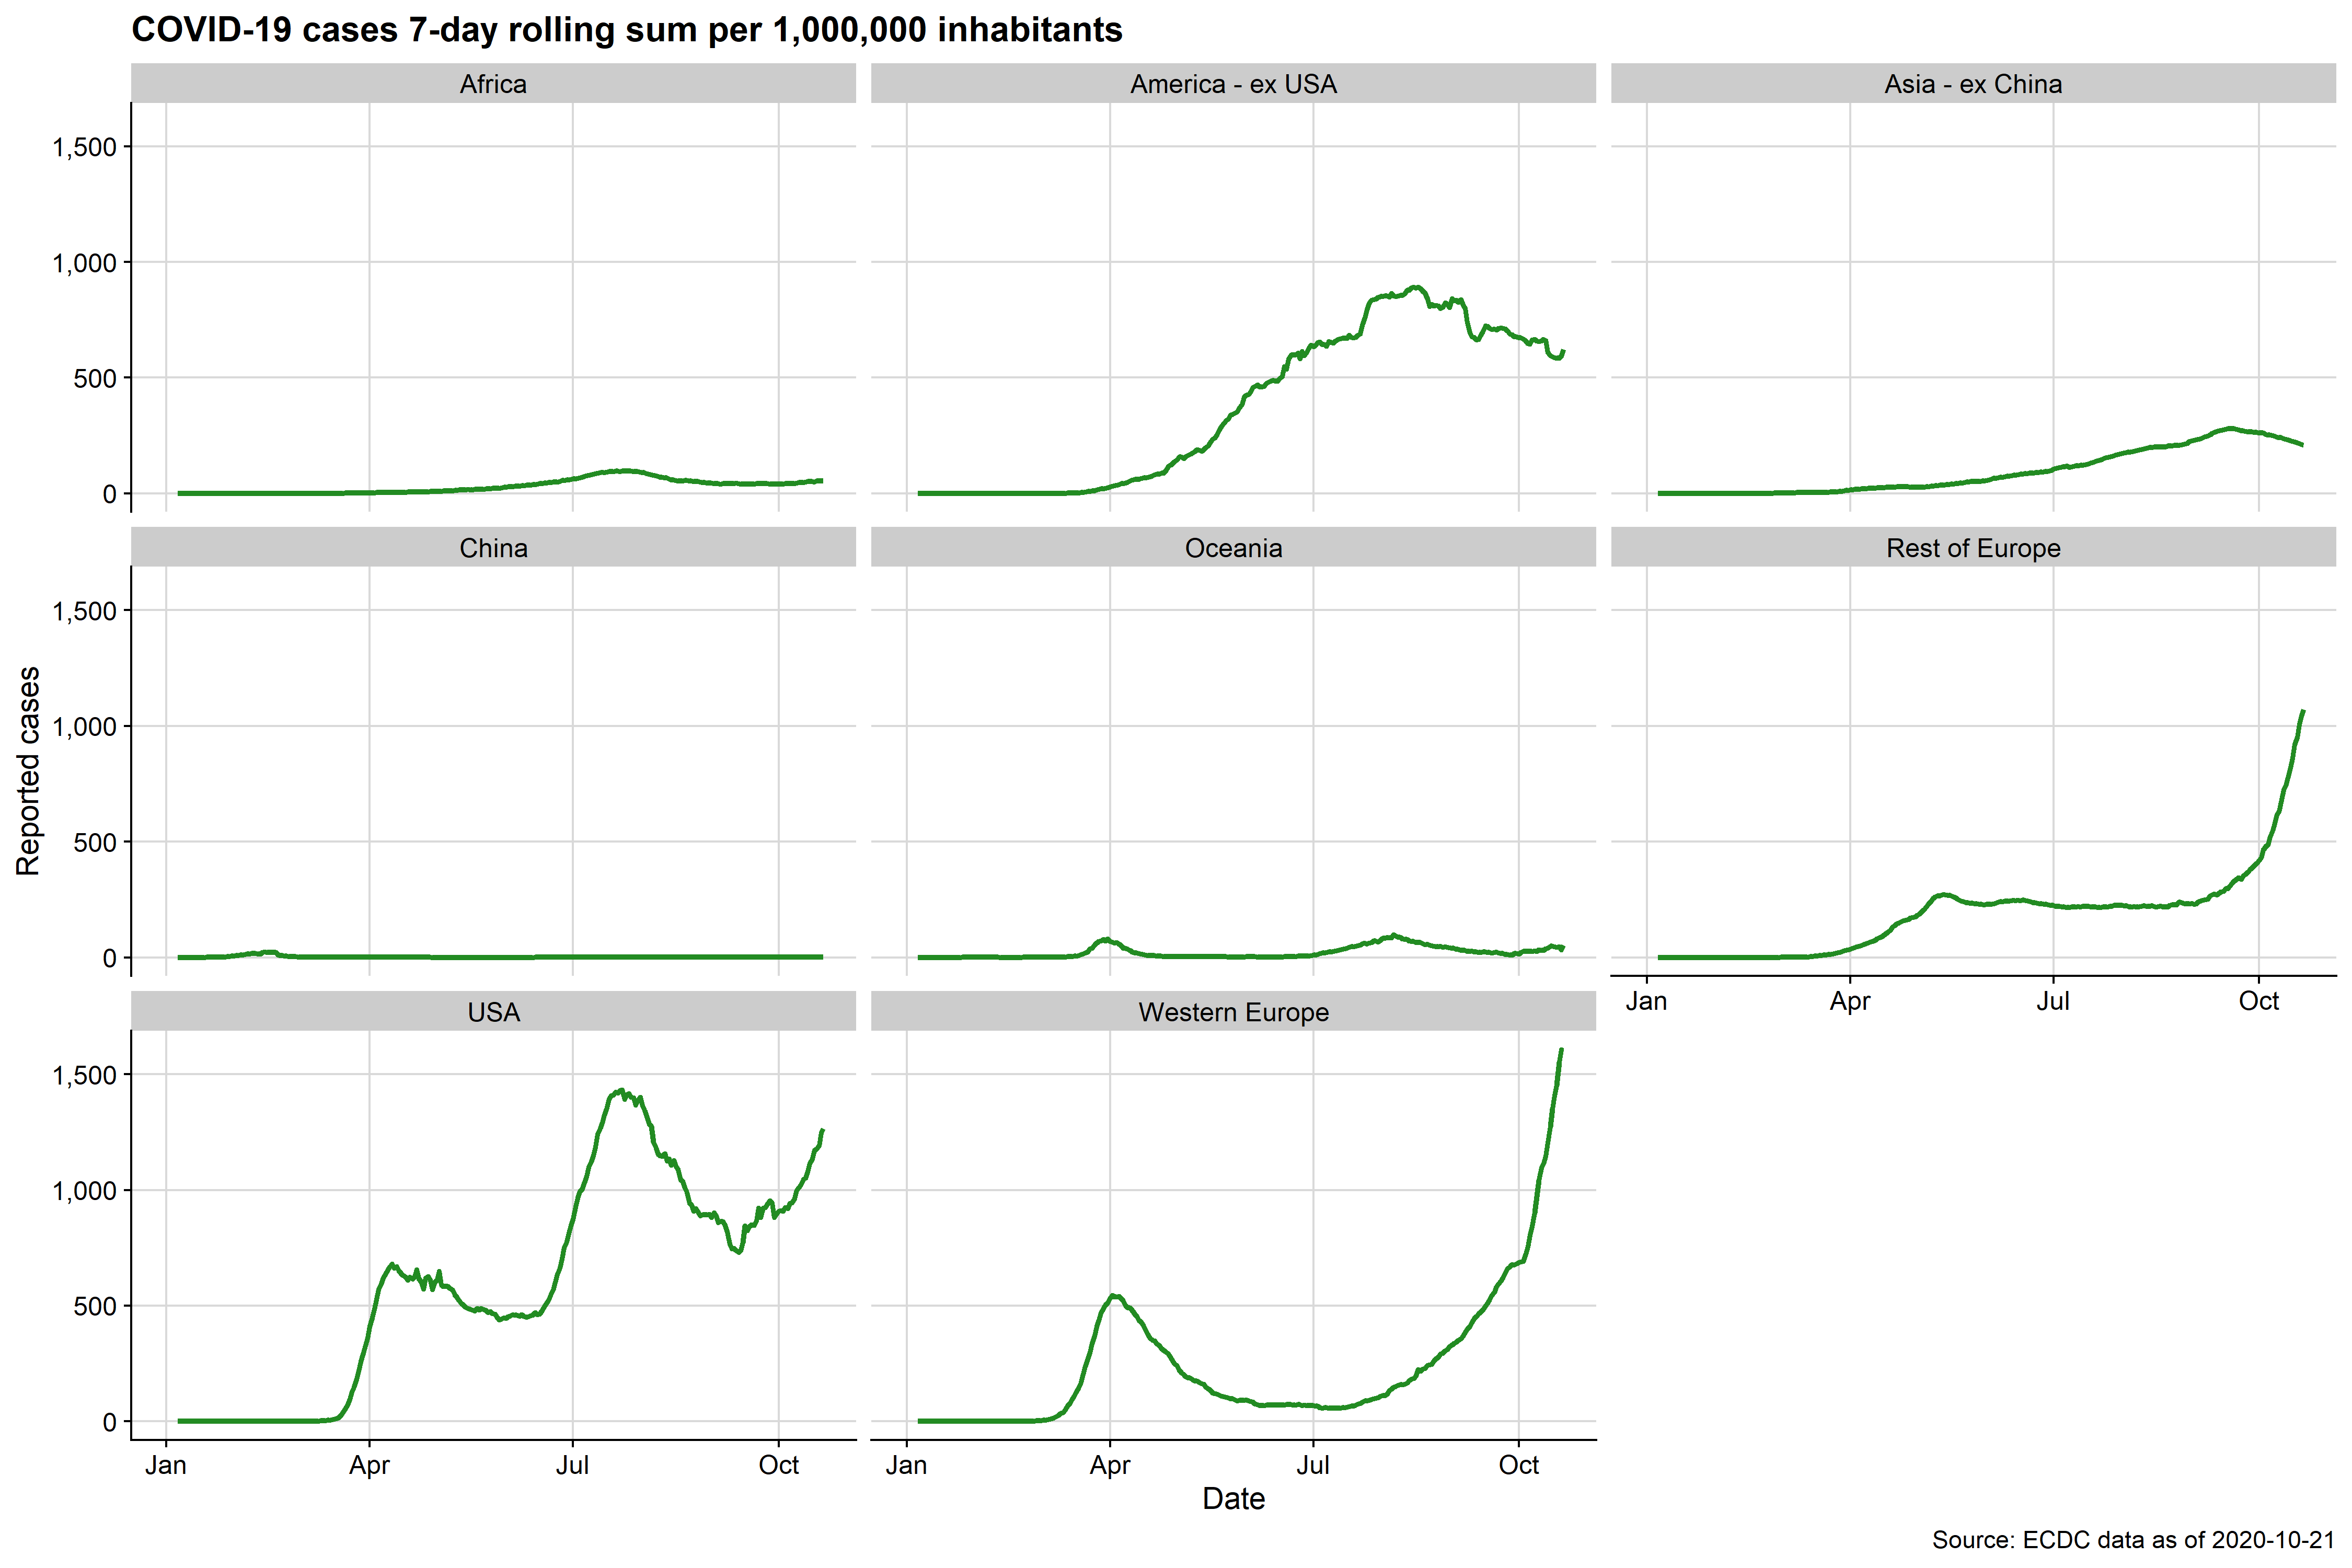 COVID-19 cases 7-day rolling sum per 1,000,000 inhabitants
Africa
America - ex USA
Asia - ex China
1,500
1,000
500
0
China
Oceania
Rest of Europe
1,500
1,000
500
0
Reported cases
Jan
Apr
Jul
Oct
USA
Western Europe
1,500
1,000
500
0
Jan
Apr
Jul
Oct
Jan
Apr
Jul
Oct
Date
Source: ECDC data as of 2020-10-21